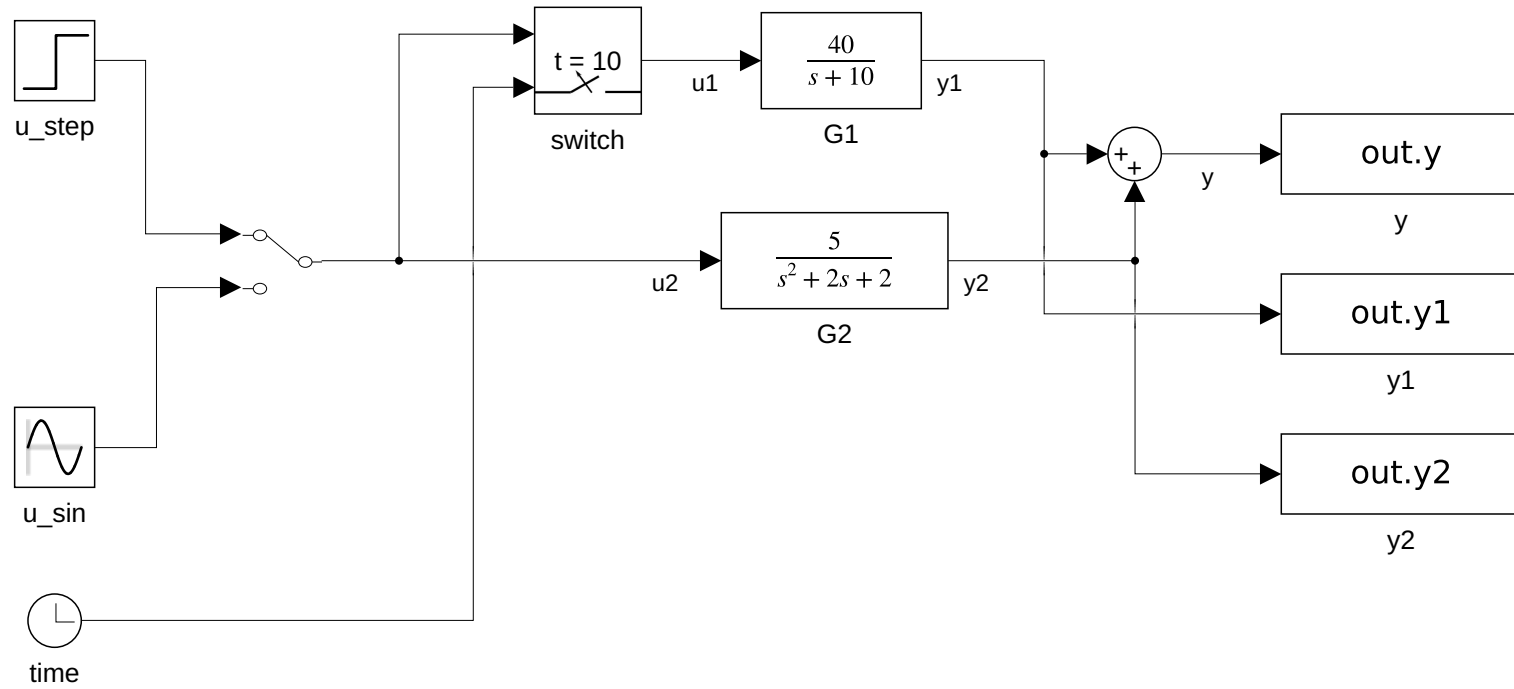 u_step
t = 10
switch
u1
40
s + 10
G1
y1
+
+
y
out.y
y
u2
5
s² + 2s + 2
G2
y2
out.y1
y1
out.y2
y2
u_sin
time